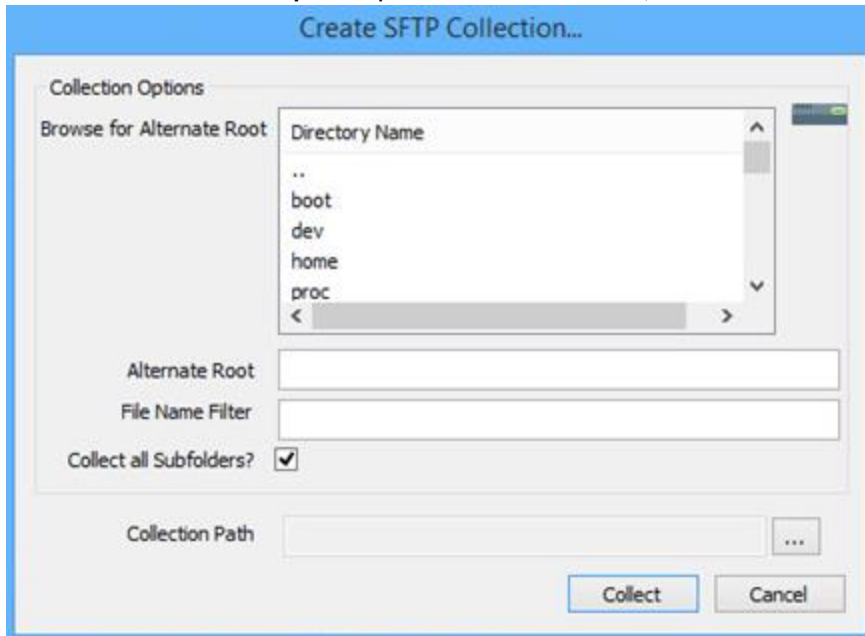 Create SFTP Collection...
Collection Options
Browse for Alternate Root
Directory Name
..
boot
dev
home
proc
Alternate Root
File Name Filter
Collect all Subfolders?
Collection Path
...
Collect
Cancel